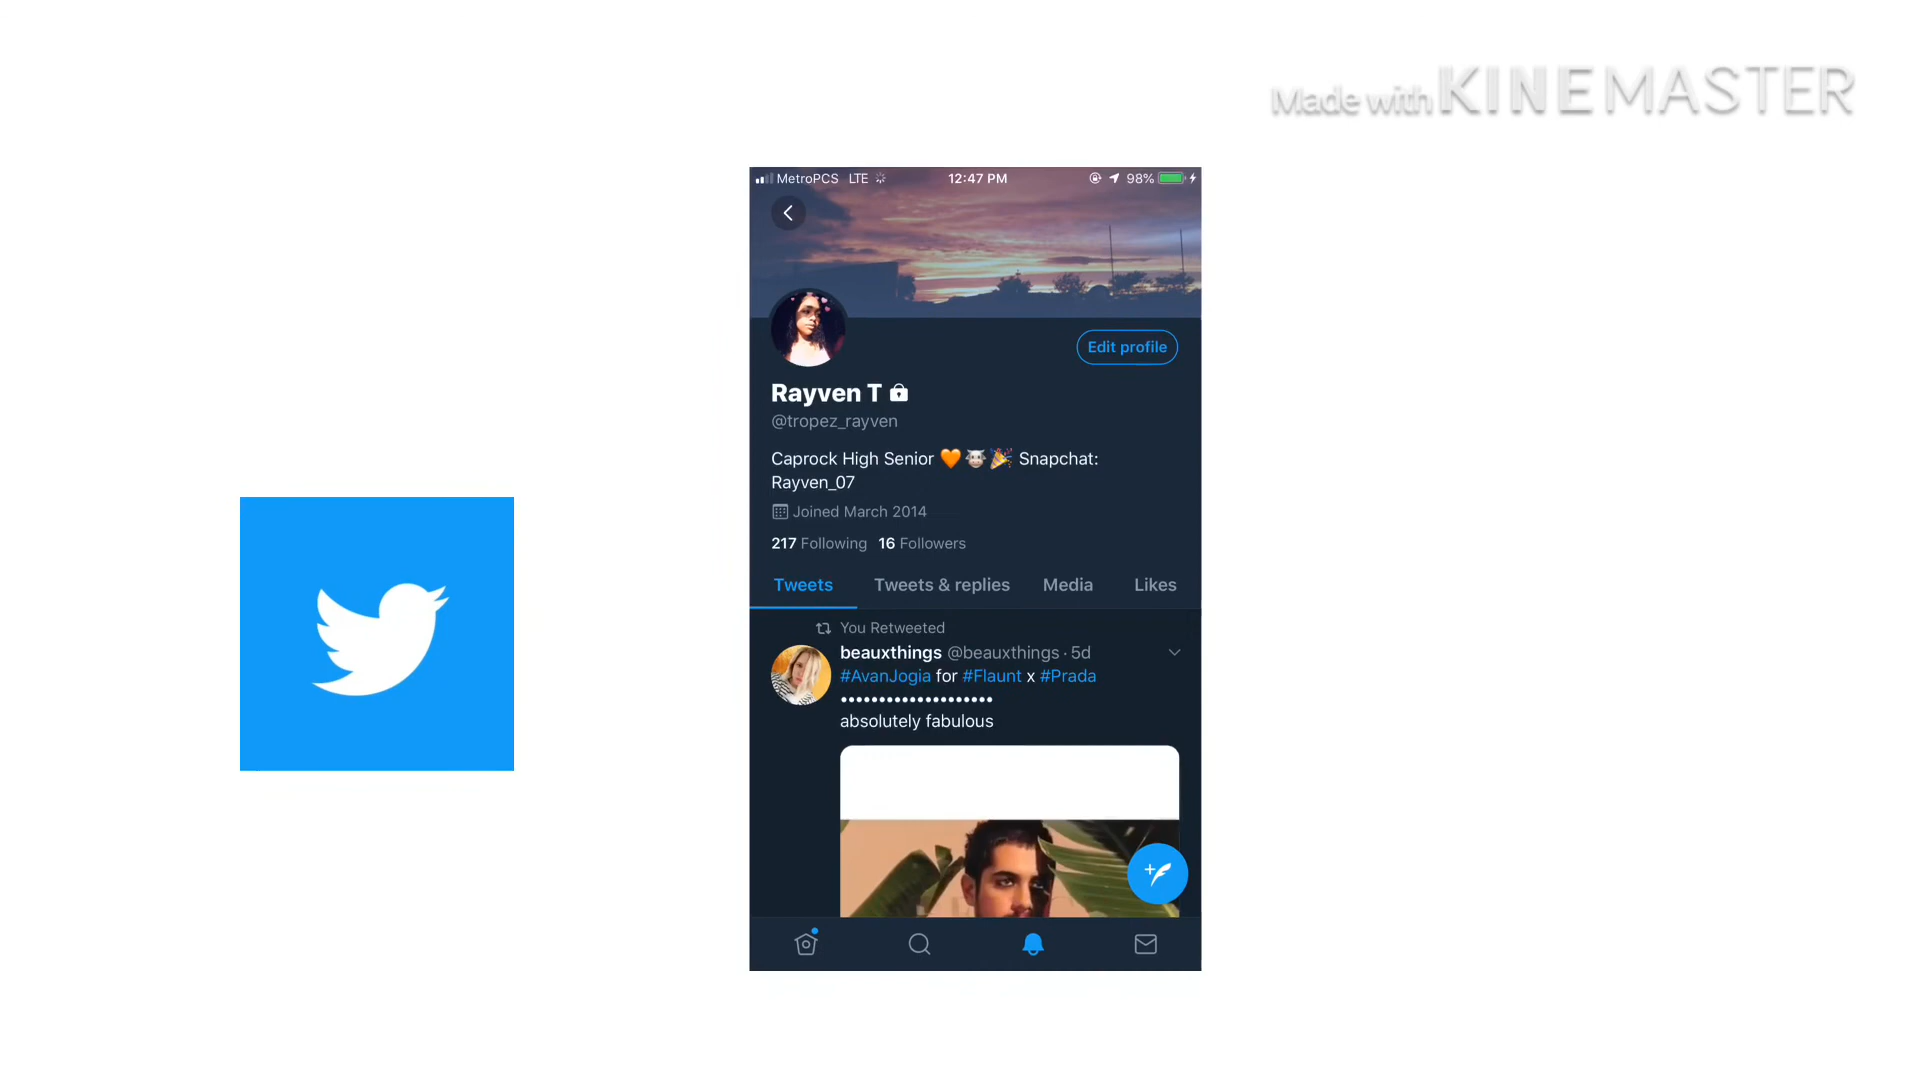 Made with KINEMASTER
MetroPCS LTE 12:47 PM 98%
Edit profile
Rayven T
@tropez_rayven
Caprock High Senior 🧡🐮🎉 Snapchat:
Rayven_07
Joined March 2014
217 Following 16 Followers
Tweets Tweets & replies Media Likes
You Retweeted
beauxthings @beauxthings · 5d
#AvanJogia for #Flaunt x #Prada
••••••••••••••••••••
absolutely fabulous